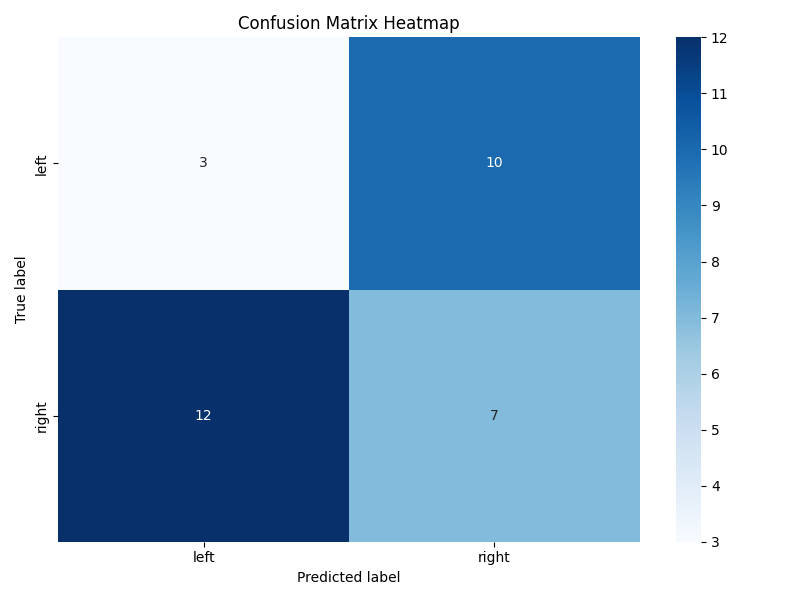 Confusion Matrix Heatmap
True label
left
right
3
10
12
7
left
right
Predicted label
12
11
10
9
8
7
6
5
4
3